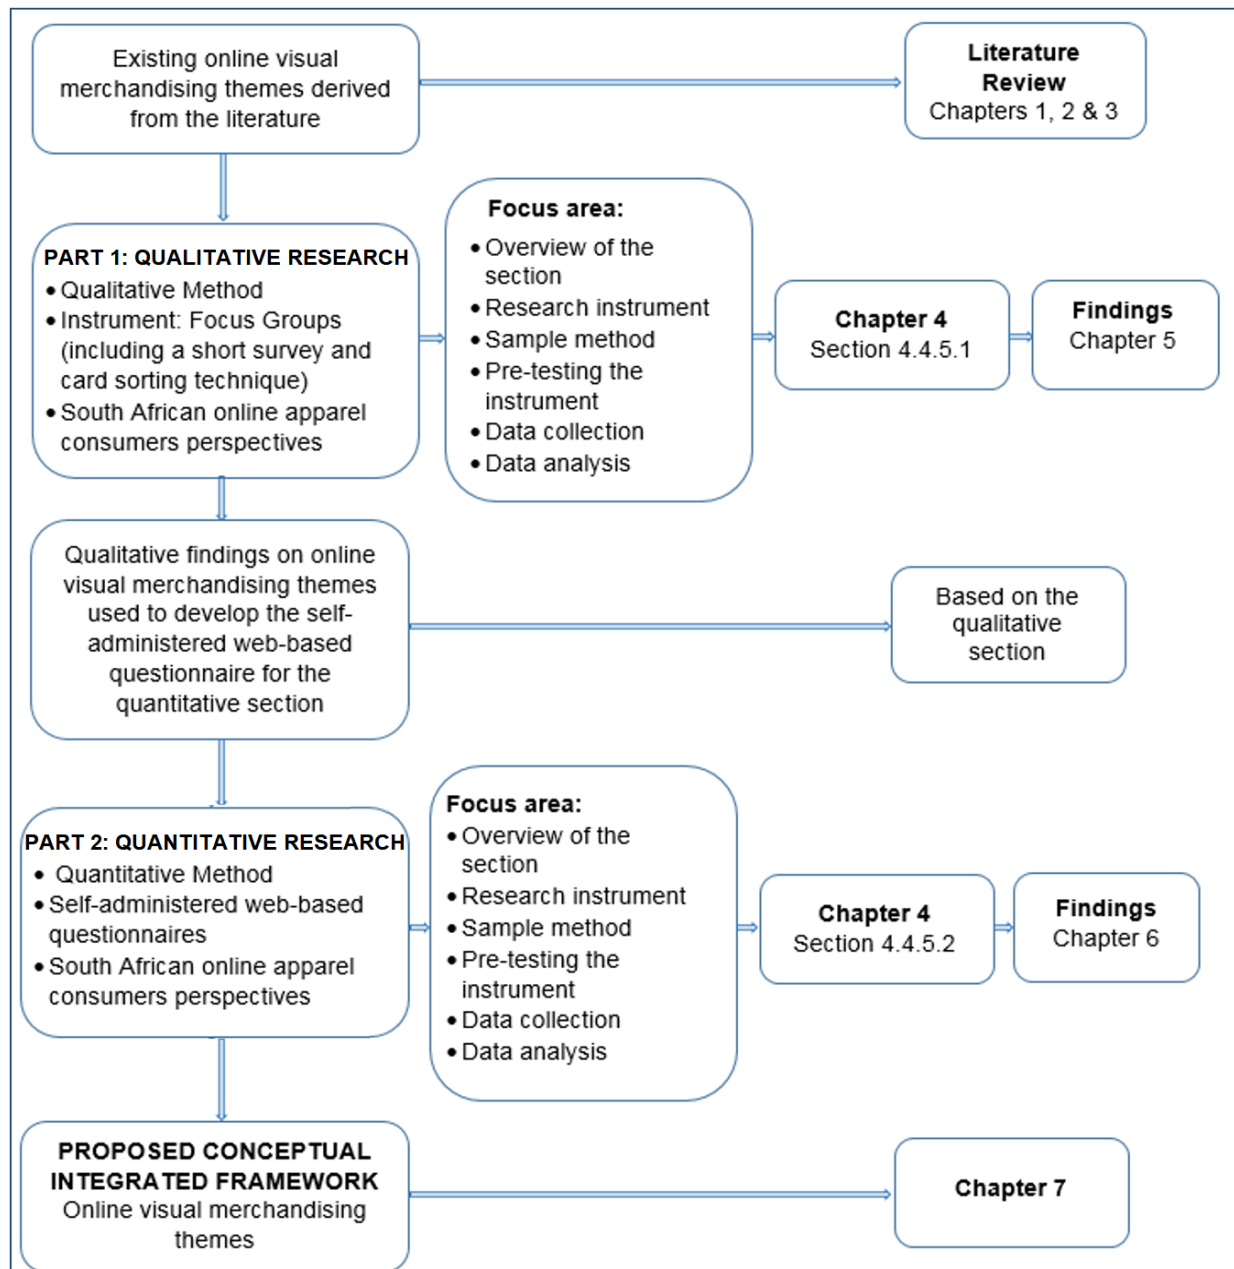 Existing online visual
merchandising themes derived
from the literature
Literature
Review
Chapters 1, 2 & 3
PART 1: QUALITATIVE RESEARCH
• Qualitative Method
• Instrument: Focus Groups
(including a short survey and
card sorting technique)
• South African online apparel
consumers perspectives
Focus area:
• Overview of the
section
• Research instrument
• Sample method
• Pre-testing the
instrument
• Data collection
• Data analysis
Chapter 4
Section 4.4.5.1
Findings
Chapter 5
Qualitative findings on online
visual merchandising themes
used to develop the self-
administered web-based
questionnaire for the
quantitative section
Based on the
qualitative
section
PART 2: QUANTITATIVE RESEARCH
• Quantitative Method
• Self-administered web-based
questionnaires
• South African online apparel
consumers perspectives
Focus area:
• Overview of the
section
• Research instrument
• Sample method
• Pre-testing the
instrument
• Data collection
• Data analysis
Chapter 4
Section 4.4.5.2
Findings
Chapter 6
PROPOSED CONCEPTUAL
INTEGRATED FRAMEWORK
Online visual merchandising
themes
Chapter 7